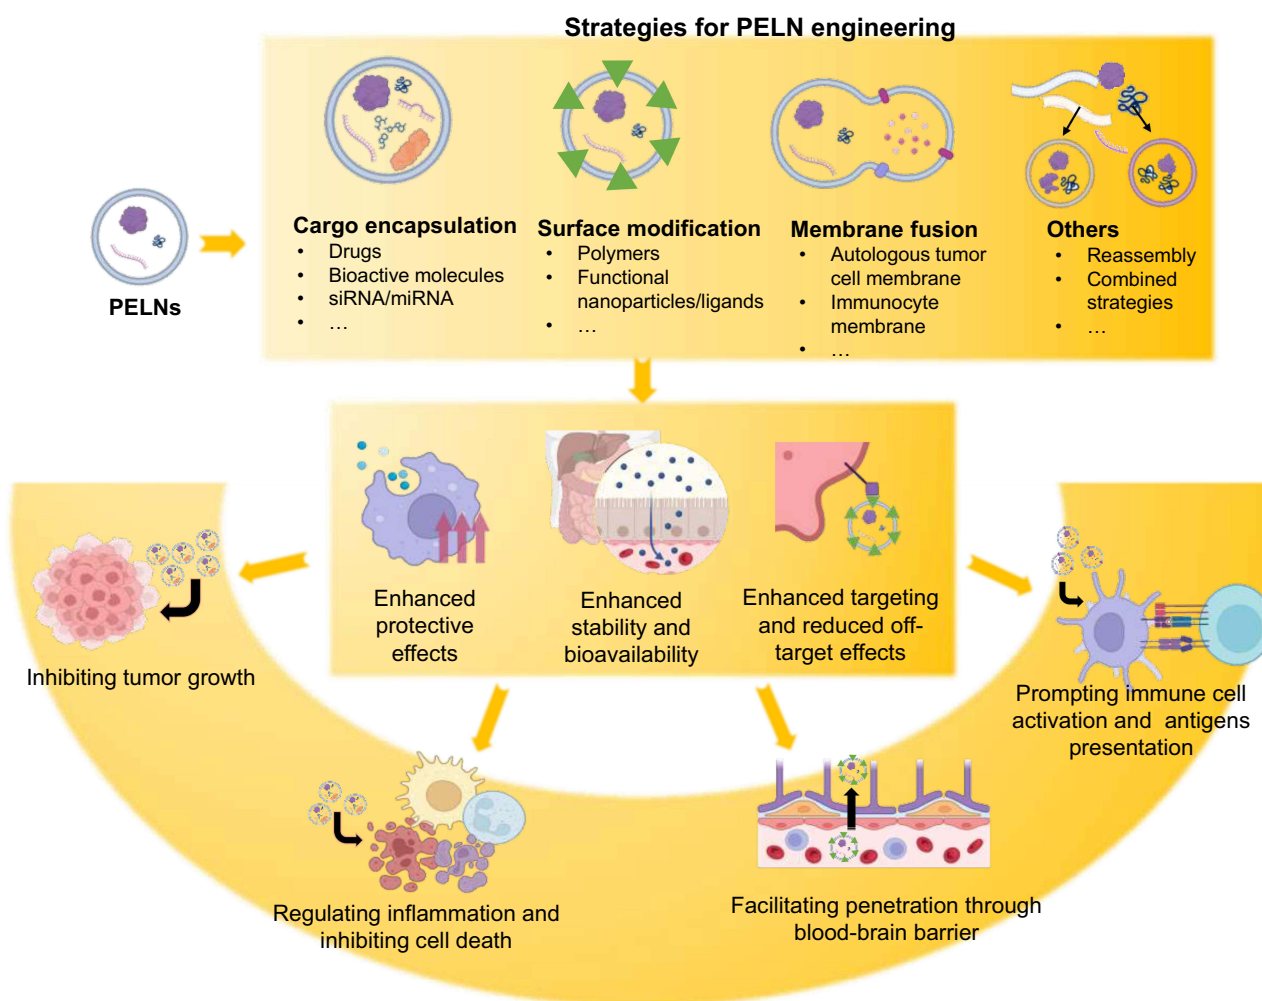 Strategies for PELN engineering
PELNs
Cargo encapsulation
• Drugs
• Bioactive molecules
• siRNA/miRNA
• …
Surface modification
• Polymers
• Functional
nanoparticles/ligands
• …
Membrane fusion
• Autologous tumor
cell membrane
• Immunocyte
membrane
• …
Others
• Reassembly
• Combined
strategies
• …
Enhanced
protective
effects
Enhanced
stability and
bioavailability
Enhanced targeting
and reduced off-
target effects
Inhibiting tumor growth
Regulating inflammation and
inhibiting cell death
Facilitating penetration through
blood-brain barrier
Prompting immune cell
activation and antigens
presentation